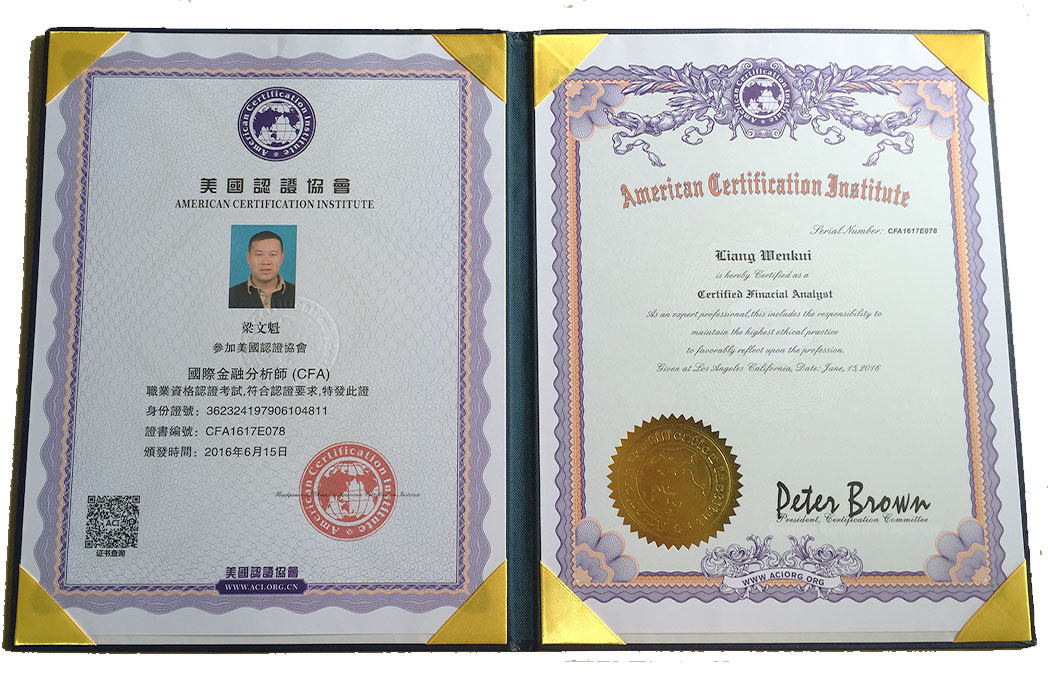 American Certification Institute
美國認證協會
AMERICAN CERTIFICATION INSTITUTE
梁文魁
參加美國認證協會
國際金融分析師 (CFA)
職業資格認證考試,符合認證要求,特發此證
身份證號: 362324197906104811
證書編號: CFA1617E078
頒發時間: 2016年6月15日
American Certification Institute
ACI
证书查询
美國認證協會
WWW.ACI.ORG.CN
American Certification Institute
American Certification Institute
Serial Number: CFA1617E078
Liang Wenkui
is hereby Certified as a
Certified Finacial Analyst
As an expert professional,this includes the responsibility to
maintain the highest ethical practice
to favorably reflect upon the profession.
Given at Los Angeles California, Date: June, 15, 2016
Peter Brown
President, Certification Committee
WWW ACIORG ORG